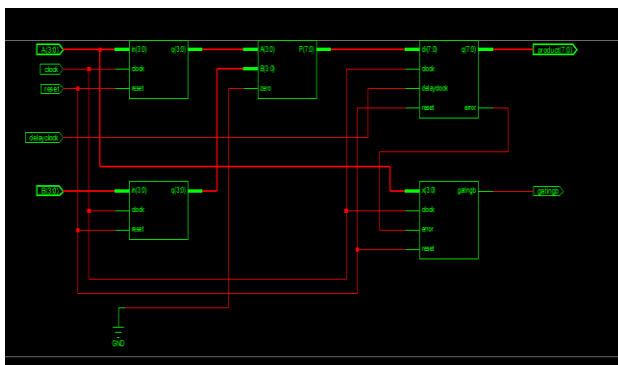 A(3:0) in(3:0) q(3:0) A(3:0) P(7:0) d(7:0) q(7:0) product(7:0)
clock clock B(3:0) clock
reset reset zero delayclock
reset error
delayclock
B(3:0) in(3:0) q(3:0) x(3:0) gatingb gatingb
clock clock
reset error
reset
GND